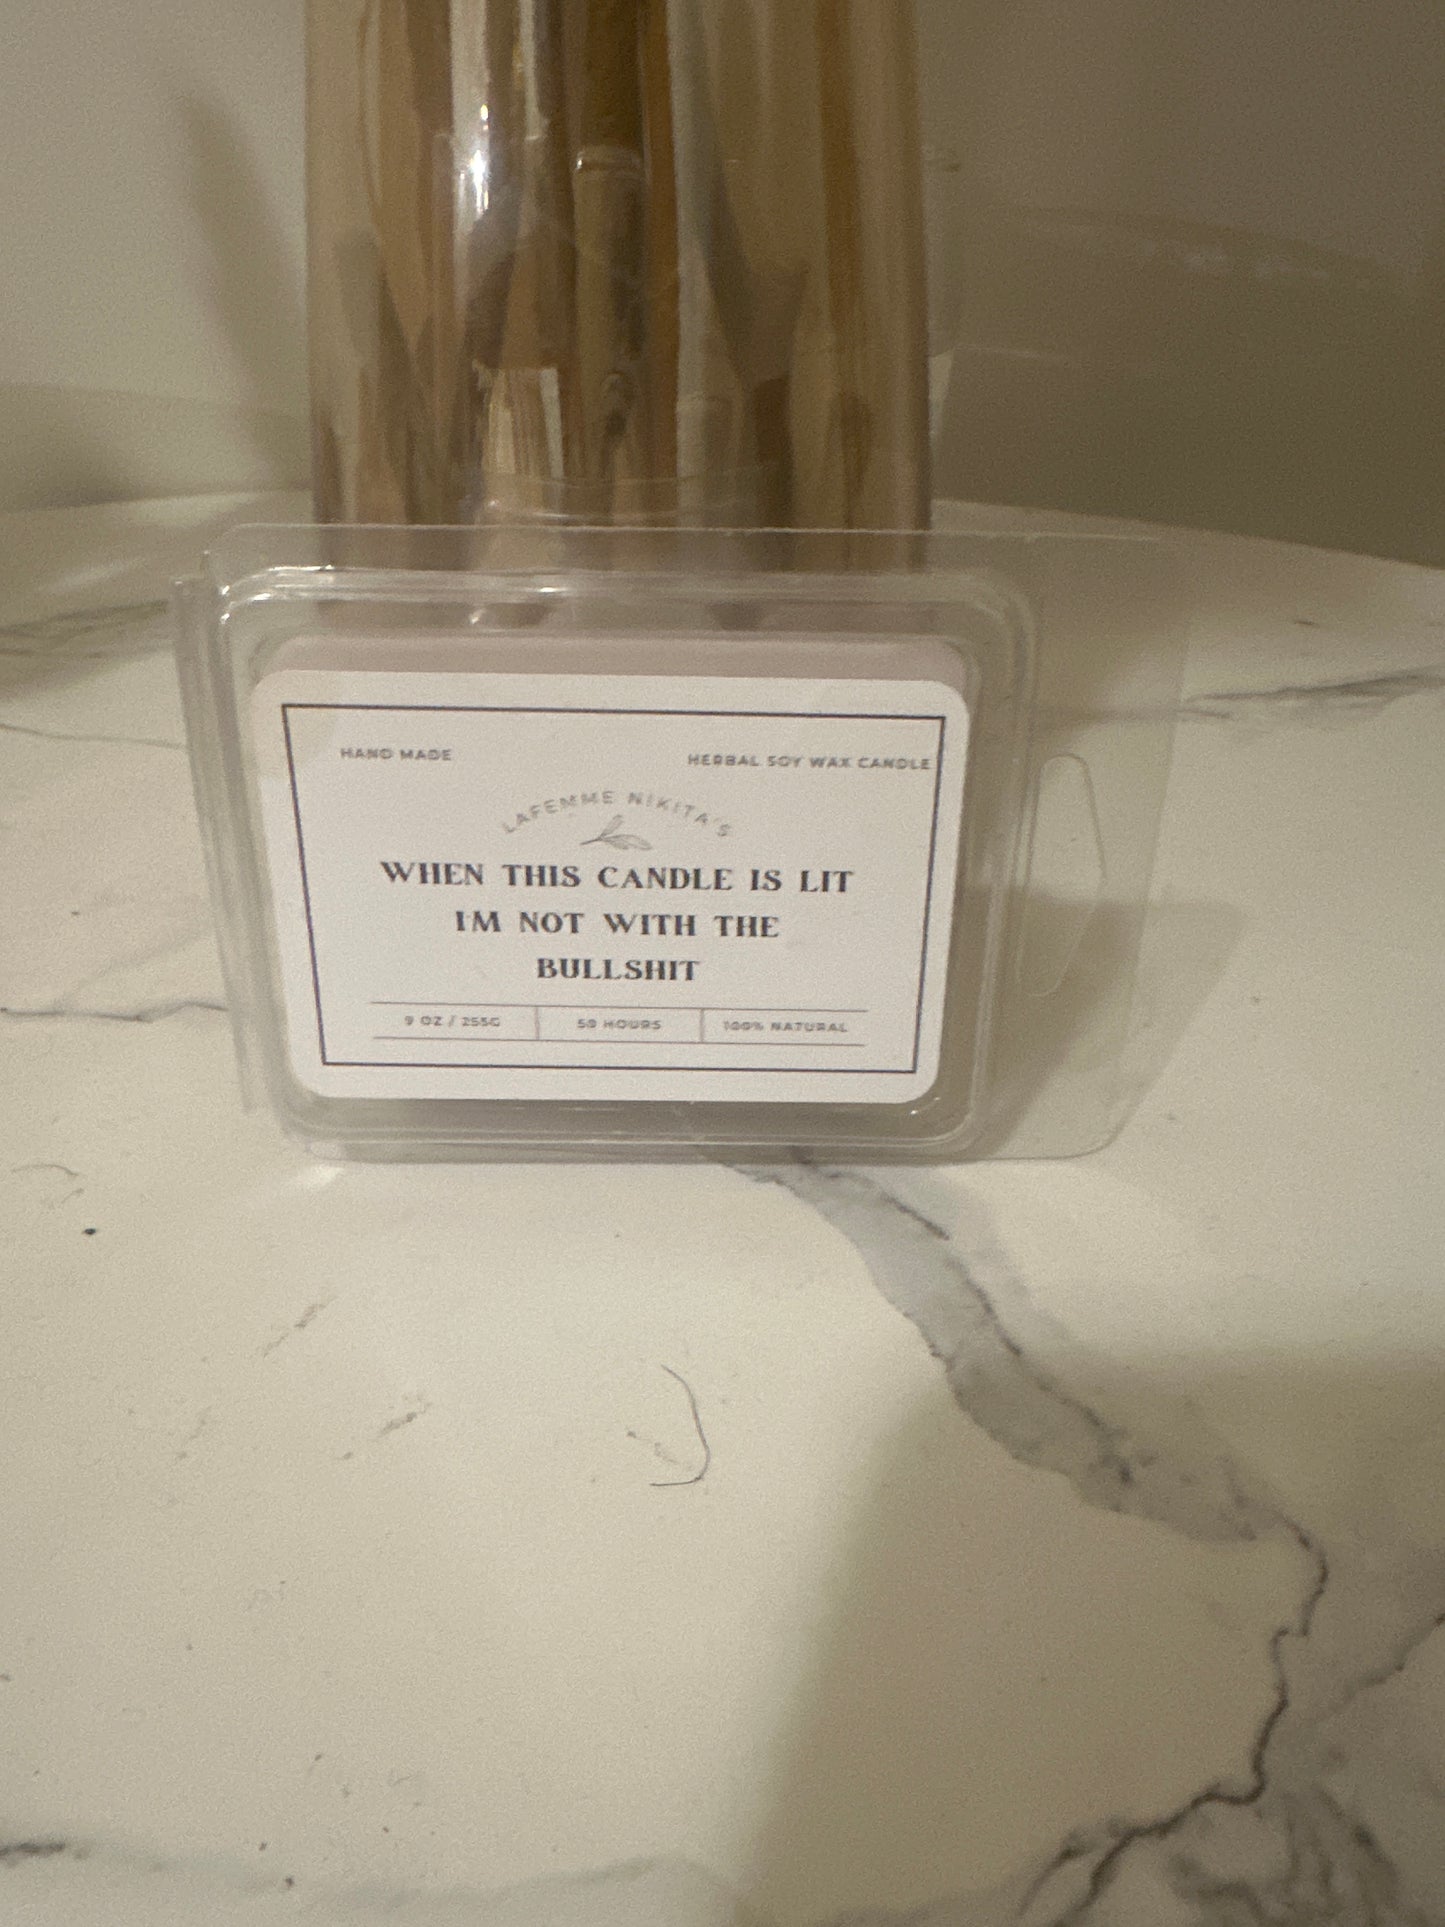 HAND MADE
HERBAL SOY WAX CANDLE
LAFEMME NIKITA'S
WHEN THIS CANDLE IS LIT
I'M NOT WITH THE
BULLSHIT
9 OZ / 255G
50 HOURS
100% NATURAL